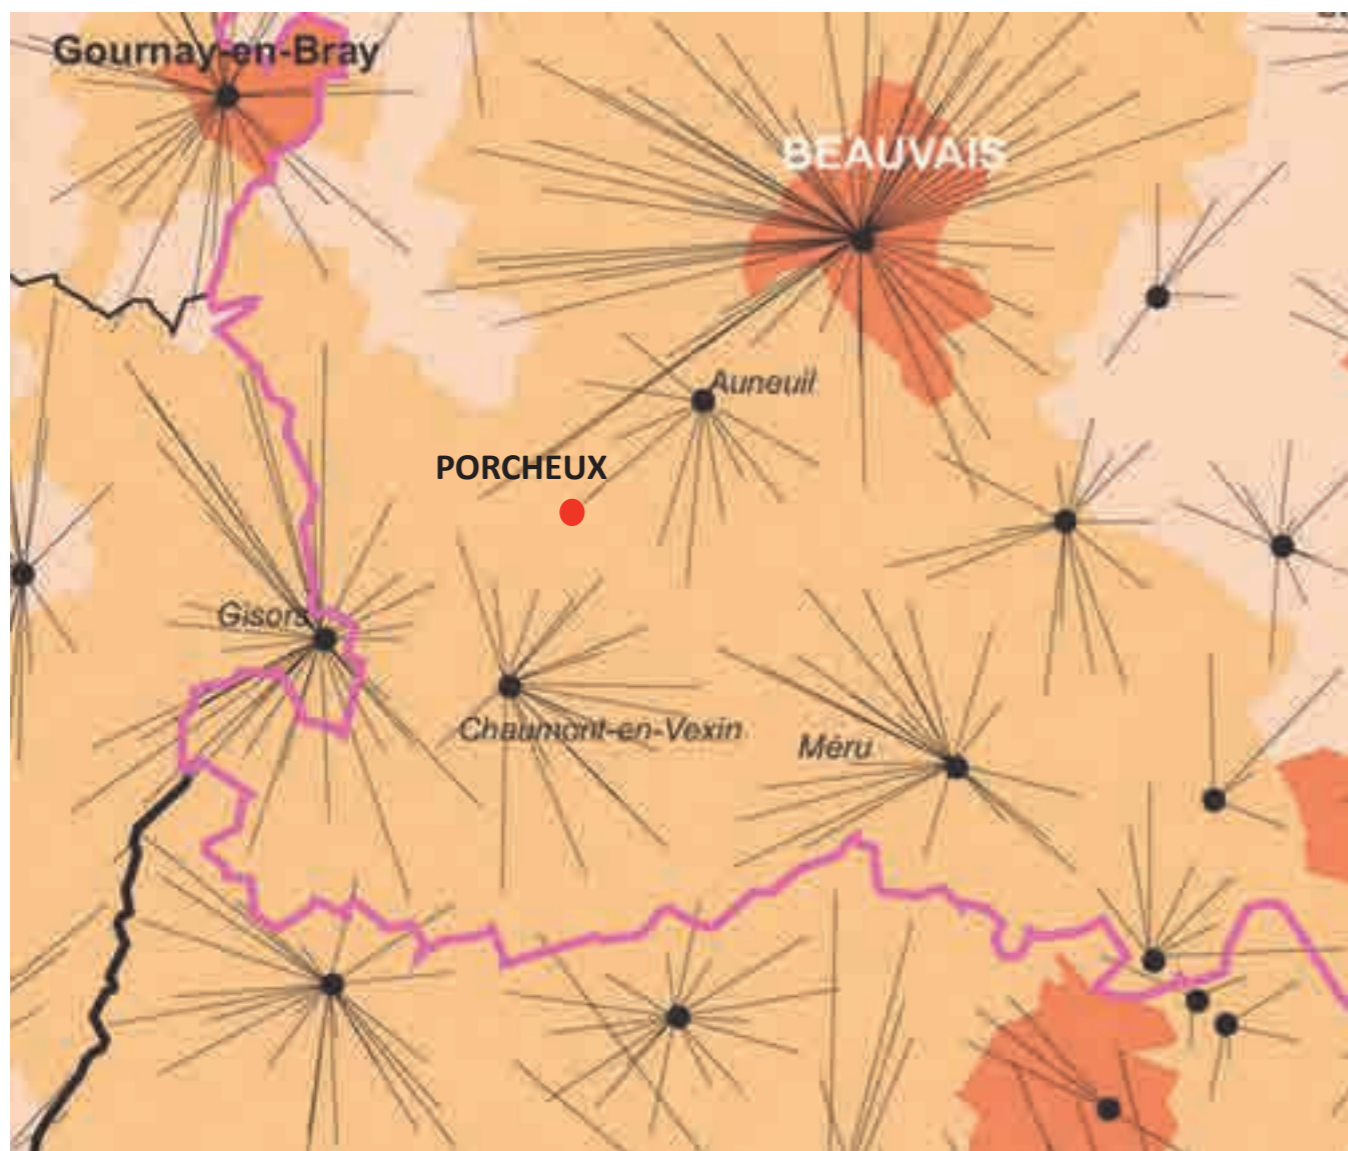 Gournay-en-Bray
BEAUVAIS
Auneuil
PORCHEUX
Gisors
Chaumont-en-Vexin
Méru